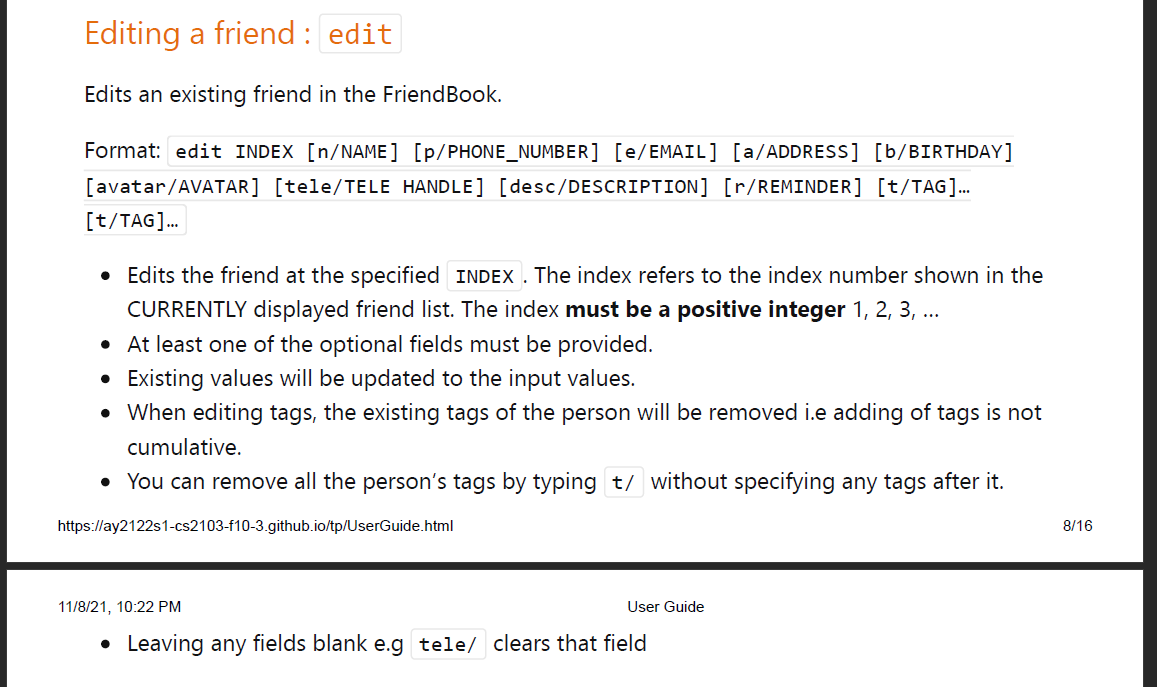 Editing a friend : edit
Edits an existing friend in the FriendBook.
Format: edit INDEX [n/NAME] [p/PHONE_NUMBER] [e/EMAIL] [a/ADDRESS] [b/BIRTHDAY]
[avatar/AVATAR] [tele/TELE HANDLE] [desc/DESCRIPTION] [r/REMINDER] [t/TAG]…
[t/TAG]…
• Edits the friend at the specified INDEX. The index refers to the index number shown in the
CURRENTLY displayed friend list. The index must be a positive integer 1, 2, 3, …
• At least one of the optional fields must be provided.
• Existing values will be updated to the input values.
• When editing tags, the existing tags of the person will be removed i.e adding of tags is not
cumulative.
• You can remove all the person’s tags by typing t/ without specifying any tags after it.
https://ay2122s1-cs2103-f10-3.github.io/tp/UserGuide.html 8/16
11/8/21, 10:22 PM User Guide
• Leaving any fields blank e.g tele/ clears that field